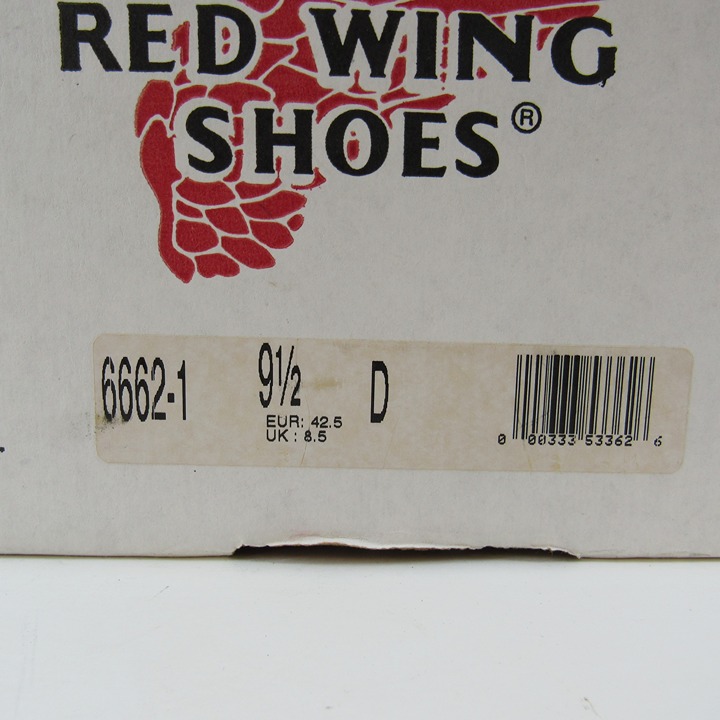 RED WING
SHOES®
6662-1 9½ D
EUR: 42.5
UK : 8.5
0 00333 53362 6